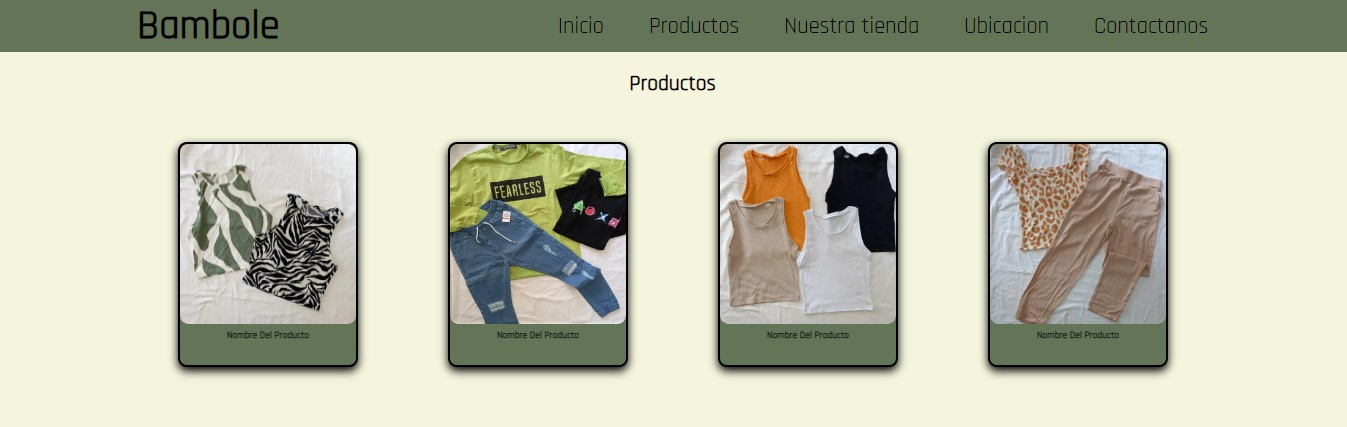 Bambole
Inicio Productos Nuestra tienda Ubicacion Contactanos
Productos
FEARLESS
Nombre Del Producto
Nombre Del Producto
Nombre Del Producto
Nombre Del Producto